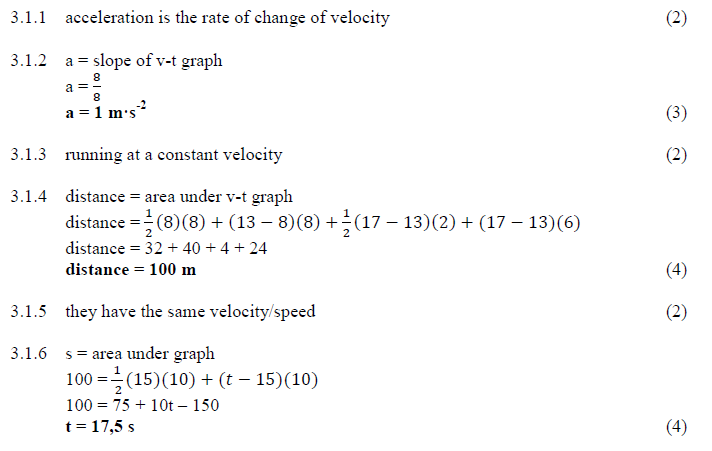 3.1.1 acceleration is the rate of change of velocity (2)
3.1.2 a = slope of v-t graph
a = 8/8
a = 1 m·s⁻² (3)
3.1.3 running at a constant velocity (2)
3.1.4 distance = area under v-t graph
distance = 1/2 (8)(8) + (13 − 8)(8) + 1/2 (17 − 13)(2) + (17 − 13)(6)
distance = 32 + 40 + 4 + 24
distance = 100 m (4)
3.1.5 they have the same velocity/speed (2)
3.1.6 s = area under graph
100 = 1/2 (15)(10) + (t − 15)(10)
100 = 75 + 10t – 150
t = 17,5 s (4)